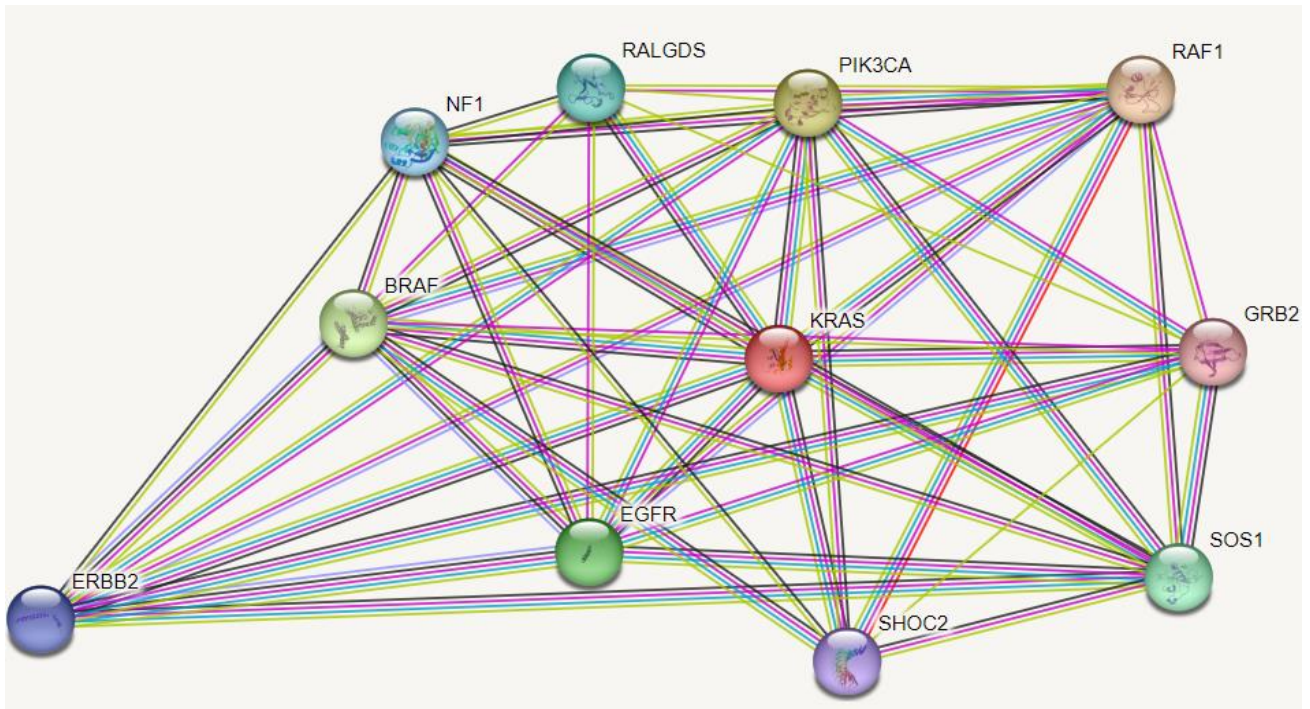 RALGDS
PIK3CA
RAF1
NF1
BRAF
KRAS
GRB2
EGFR
SOS1
ERBB2
SHOC2